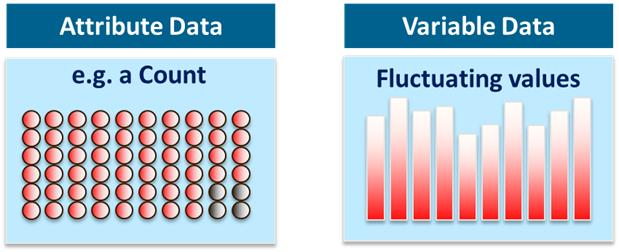 Attribute Data
e.g. a Count
Variable Data
Fluctuating values